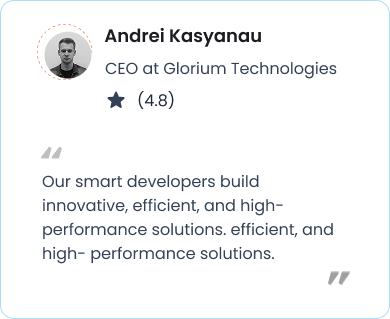 Andrei Kasyanau
CEO at Glorium Technologies
(4.8)
“
Our smart developers build
innovative, efficient, and high-
performance solutions. efficient, and
high- performance solutions.
”